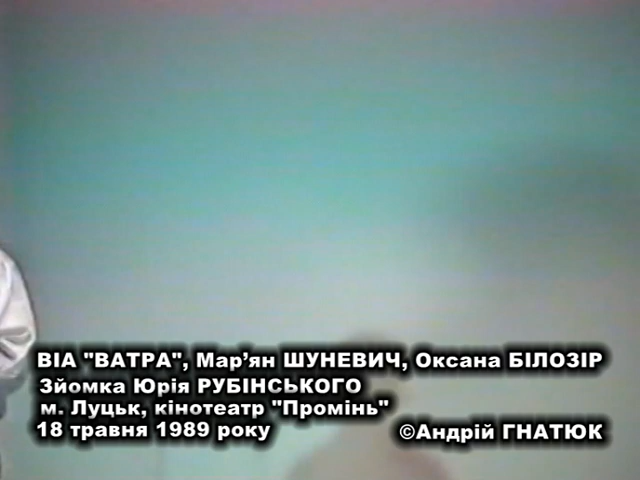 ВІА "ВАТРА", Мар’ян ШУНЕВИЧ, Оксана БІЛОЗІР
Зйомка Юрія РУБІНСЬКОГО
м. Луцьк, кінотеатр "Промінь"
18 травня 1989 року ©Андрій ГНАТЮК